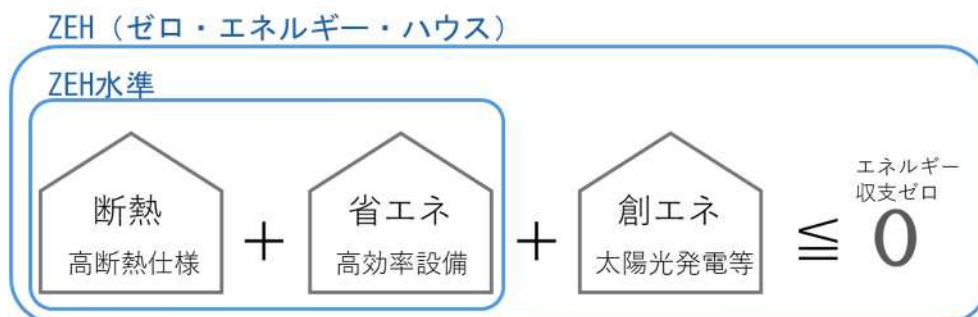 ZEH（ゼロ・エネルギー・ハウス）
ZEH水準
断熱
高断熱仕様
+
省エネ
高効率設備
+
創エネ
太陽光発電等
≦
エネルギー
収支ゼロ
0